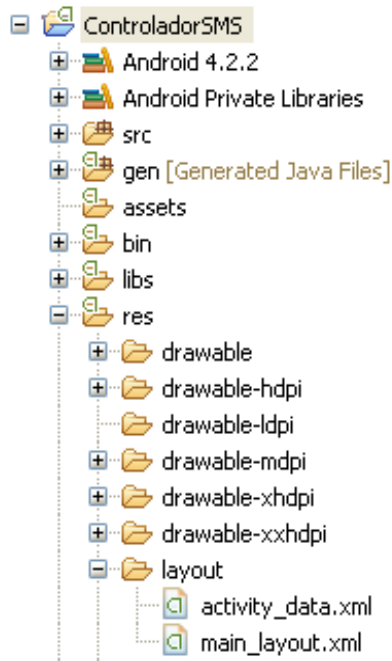 ControladorSMS
Android 4.2.2
Android Private Libraries
src
gen [Generated Java Files]
assets
bin
libs
res
drawable
drawable-hdpi
drawable-ldpi
drawable-mdpi
drawable-xhdpi
drawable-xxhdpi
layout
activity_data.xml
main_layout.xml